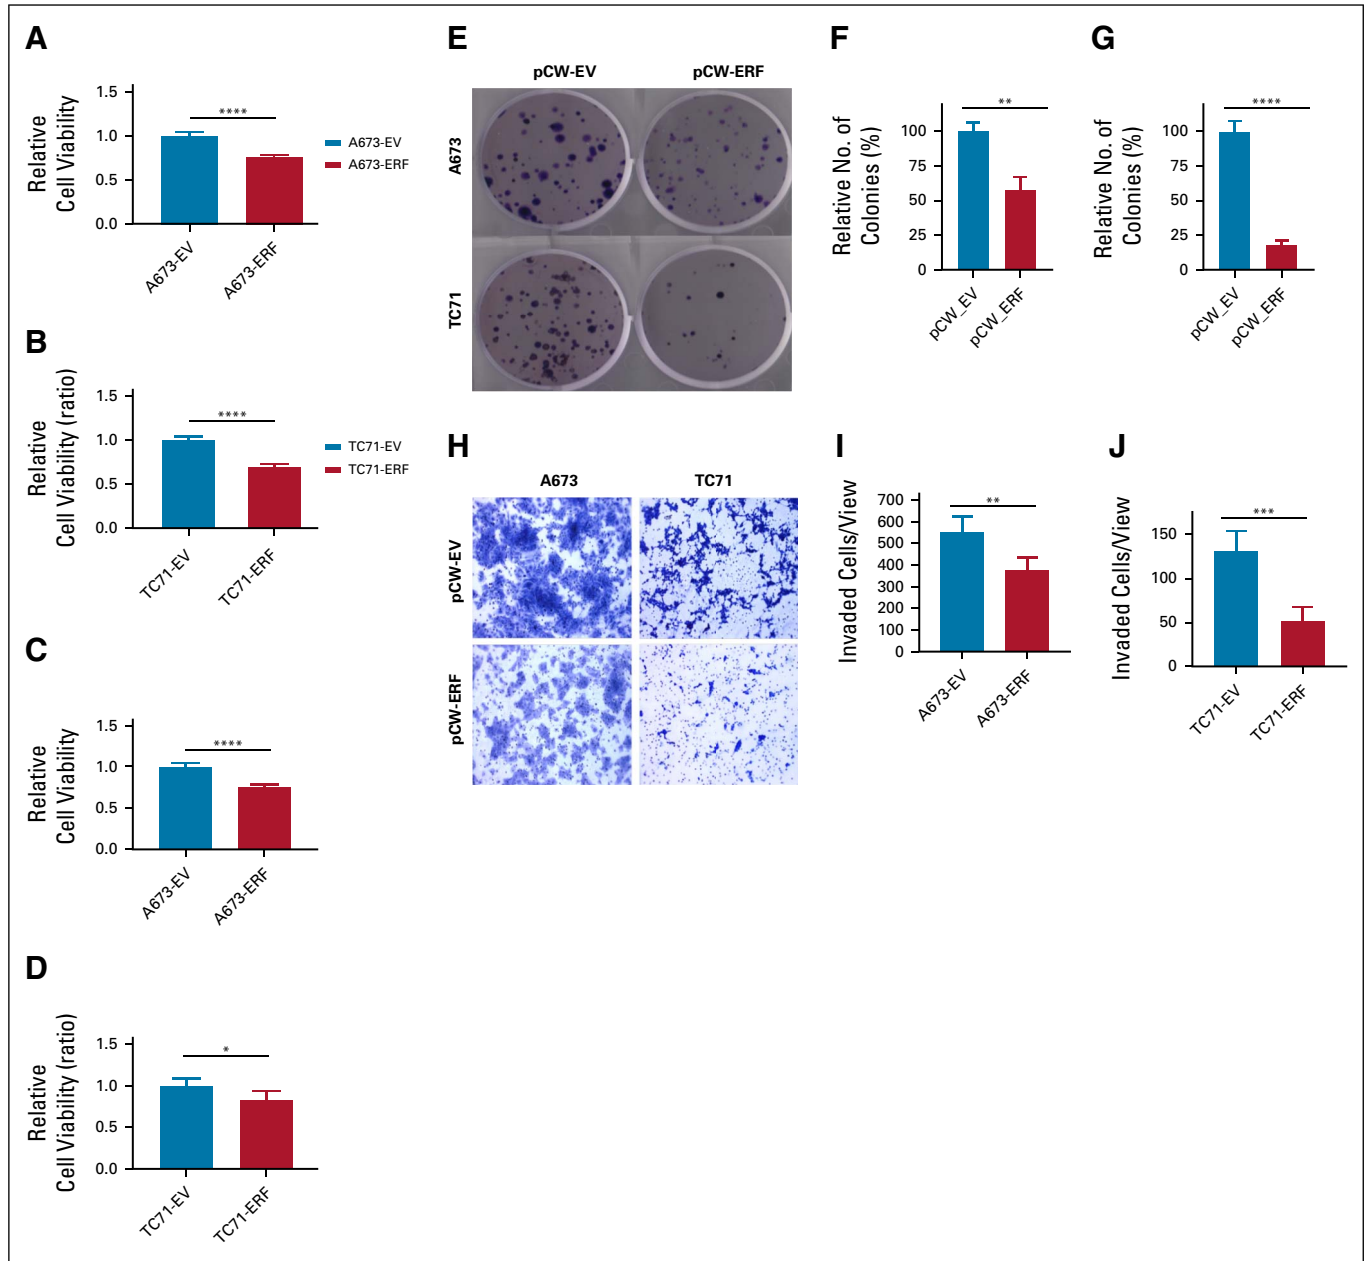 A
Relative
Cell Viability
1.5
1.0
0.5
0.0
****
A673-EV
A673-ERF
A673-EV
A673-ERF
B
Relative
Cell Viability (ratio)
1.5
1.0
0.5
0.0
****
TC71-EV
TC71-ERF
TC71-EV
TC71-ERF
C
Relative
Cell Viability
1.5
1.0
0.5
0.0
****
A673-EV
A673-ERF
D
Relative
Cell Viability (ratio)
1.5
1.0
0.5
0.0
*
TC71-EV
TC71-ERF
E
pCW-EV
pCW-ERF
A673
TC71
F
Relative No. of
Colonies (%)
100
75
50
25
0
**
pCW_EV
pCW_ERF
G
Relative No. of
Colonies (%)
100
75
50
25
0
****
pCW_EV
pCW_ERF
H
A673
TC71
pCW-EV
pCW-ERF
I
Invaded Cells/View
700
600
500
400
300
200
100
0
**
A673-EV
A673-ERF
J
Invaded Cells/View
150
100
50
0
***
TC71-EV
TC71-ERF